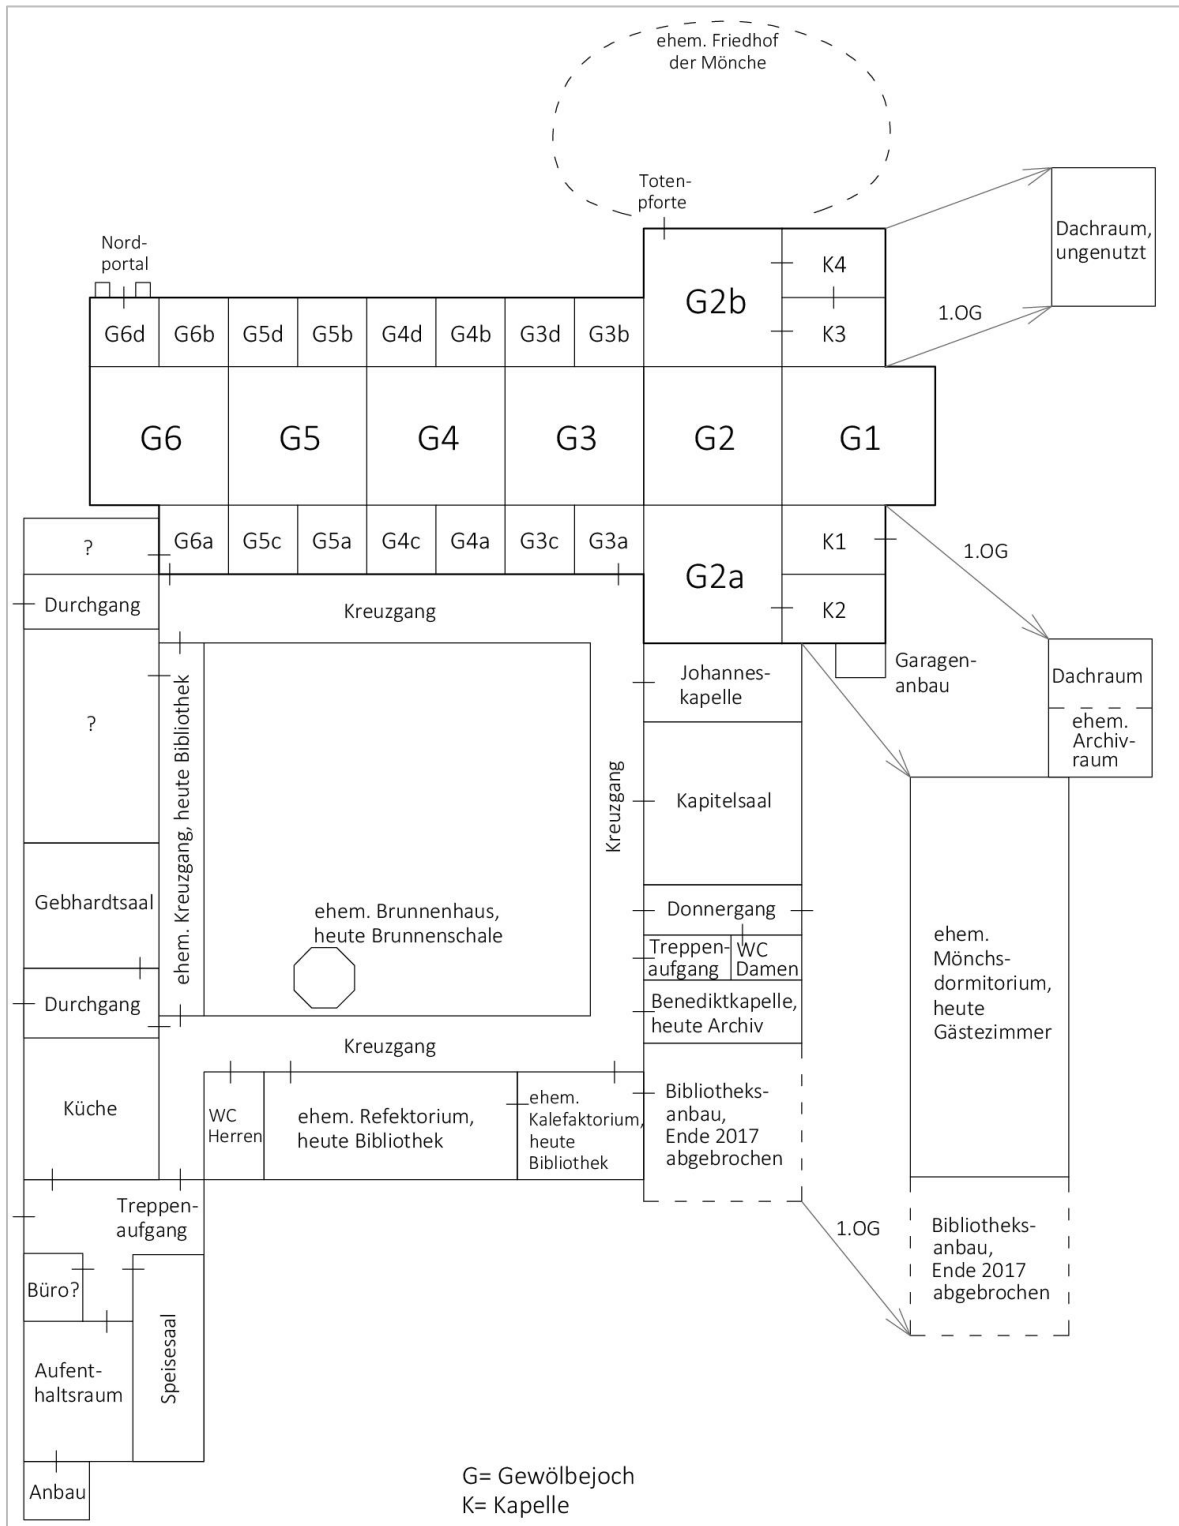 ehem. Friedhof
der Mönche
Toten-
pforte
Nord-
portal
Dachraum,
ungenutzt
1.OG
K4
G2b
K3
G6d
G6b
G5d
G5b
G4d
G4b
G3d
G3b
G6
G5
G4
G3
G2
G1
G6a
G5c
G5a
G4c
G4a
G3c
G3a
G2a
K1
K2
1.OG
?
Durchgang
Kreuzgang
Johannes-
kapelle
Garagen-
anbau
Dachraum
ehem.
Archiv-
raum
?
ehem. Kreuzgang, heute Bibliothek
Kreuzgang
Kapitelsaal
Gebhardtsaal
ehem. Brunnenhaus,
heute Brunnenschale
Donnergang
Treppen-
aufgang
WC
Damen
ehem.
Mönchs-
dormitorium,
heute
Gästezimmer
Durchgang
Benediktkapelle,
heute Archiv
Kreuzgang
Küche
WC
Herren
ehem. Refektorium,
heute Bibliothek
ehem.
Kalefaktorium,
heute
Bibliothek
Bibliotheks-
anbau,
Ende 2017
abgebrochen
Treppen-
aufgang
1.OG
Bibliotheks-
anbau,
Ende 2017
abgebrochen
Büro?
Speisesaal
Aufent-
haltsraum
Anbau
G= Gewölbejoch
K= Kapelle